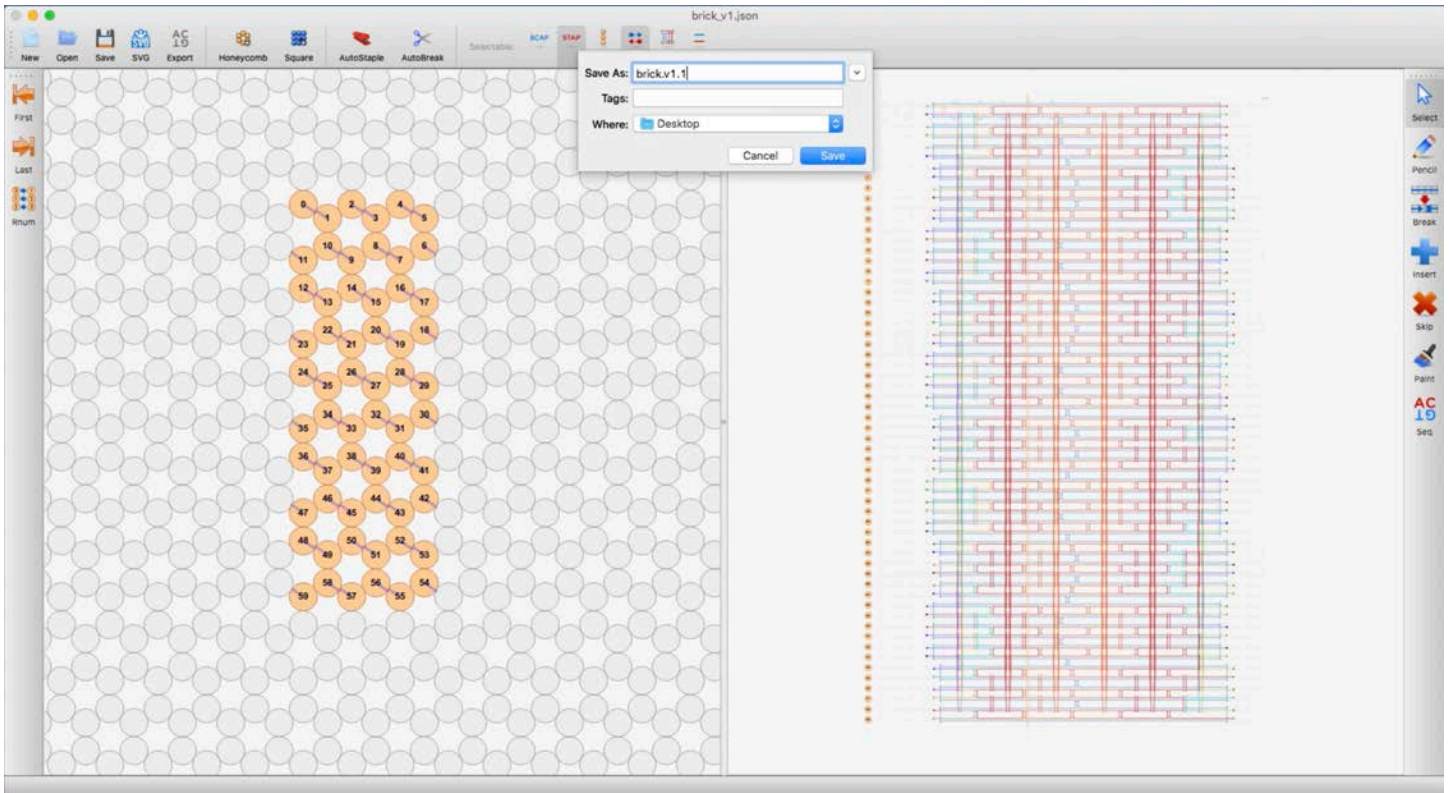 brick_v1.json
New Open Save SVG Export Honeycomb Square AutoStaple AutoBreak Selectable: SCAF STAP
AC
Save As: brick.v1.1
Tags:
Where: Desktop
Cancel Save
First
Last
Rnum
Select
Pencil
Break
Insert
Skip
Paint
AC
Seq
0 2 4
1 3 5
10 8 6
11 9 7
12 14 16
13 15 17
22 20 18
23 21 19
24 26 28
25 27 29
34 32 30
35 33 31
36 38 40
37 39 41
46 44 42
47 45 43
48 50 52
49 51 53
58 56 54
59 57 55